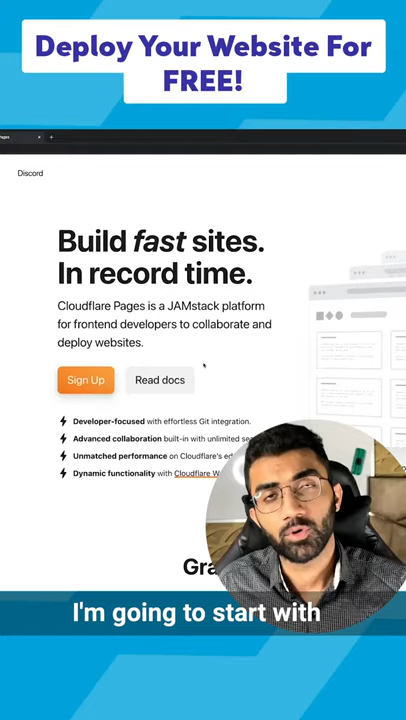 Deploy Your Website For
FREE!
Pages
Discord
Build fast sites.
In record time.
Cloudflare Pages is a JAMstack platform
for frontend developers to collaborate and
deploy websites.
Sign Up
Read docs
Developer-focused with effortless Git integration.
Advanced collaboration built-in with unlimited
Unmatched performance on Cloudflare's
Dynamic functionality with Cloudflare
I'm going to start with